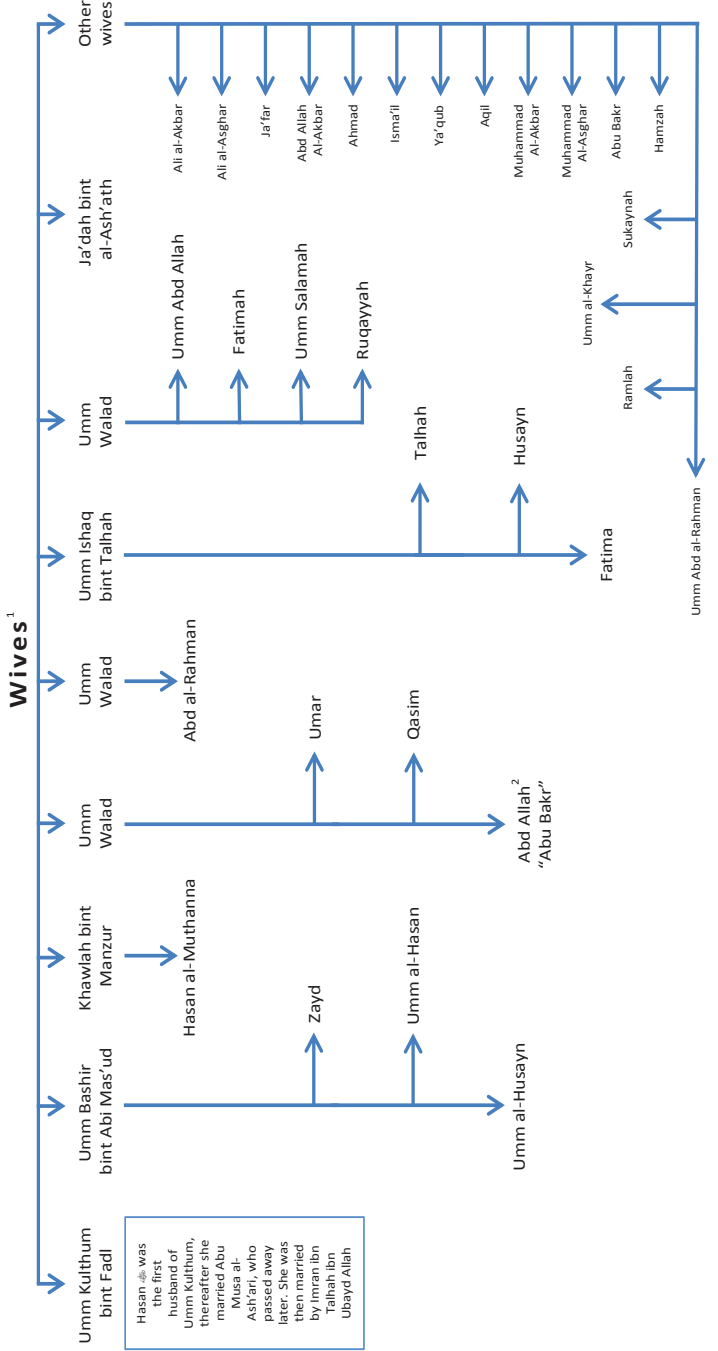 Wives¹
Umm Kulthum
bint Fadl
Hasan ﷺ was
the first
husband of
Umm Kulthum,
thereafter she
married Abu
Musa al-
Ash’ari, who
passed away
later. She was
then married
by Imran ibn
Talhah ibn
Ubayd Allah
Umm Bashir
bint Abi Mas’ud
Zayd
Umm al-Hasan
Umm al-Husayn
Khawlah bint
Manzur
Hasan al-Muthanna
Umm
Walad
Umar
Qasim
Abd Allah²
“Abu Bakr”
Umm
Walad
Abd al-Rahman
Umm Ishaq
bint Talhah
Talhah
Husayn
Fatima
Umm
Walad
Umm Abd Allah
Fatimah
Umm Salamah
Ruqayyah
Ja’dah bint
al-Ash’ath
Other
wives
Ali al-Akbar
Ali al-Asghar
Ja’far
Abd Allah
Al-Akbar
Ahmad
Isma’il
Ya’qub
Aqil
Muhammad
Al-Akbar
Muhammad
Al-Asghar
Abu Bakr
Hamzah
Sukaynah
Umm al-Khayr
Ramlah
Umm Abd al-Rahman